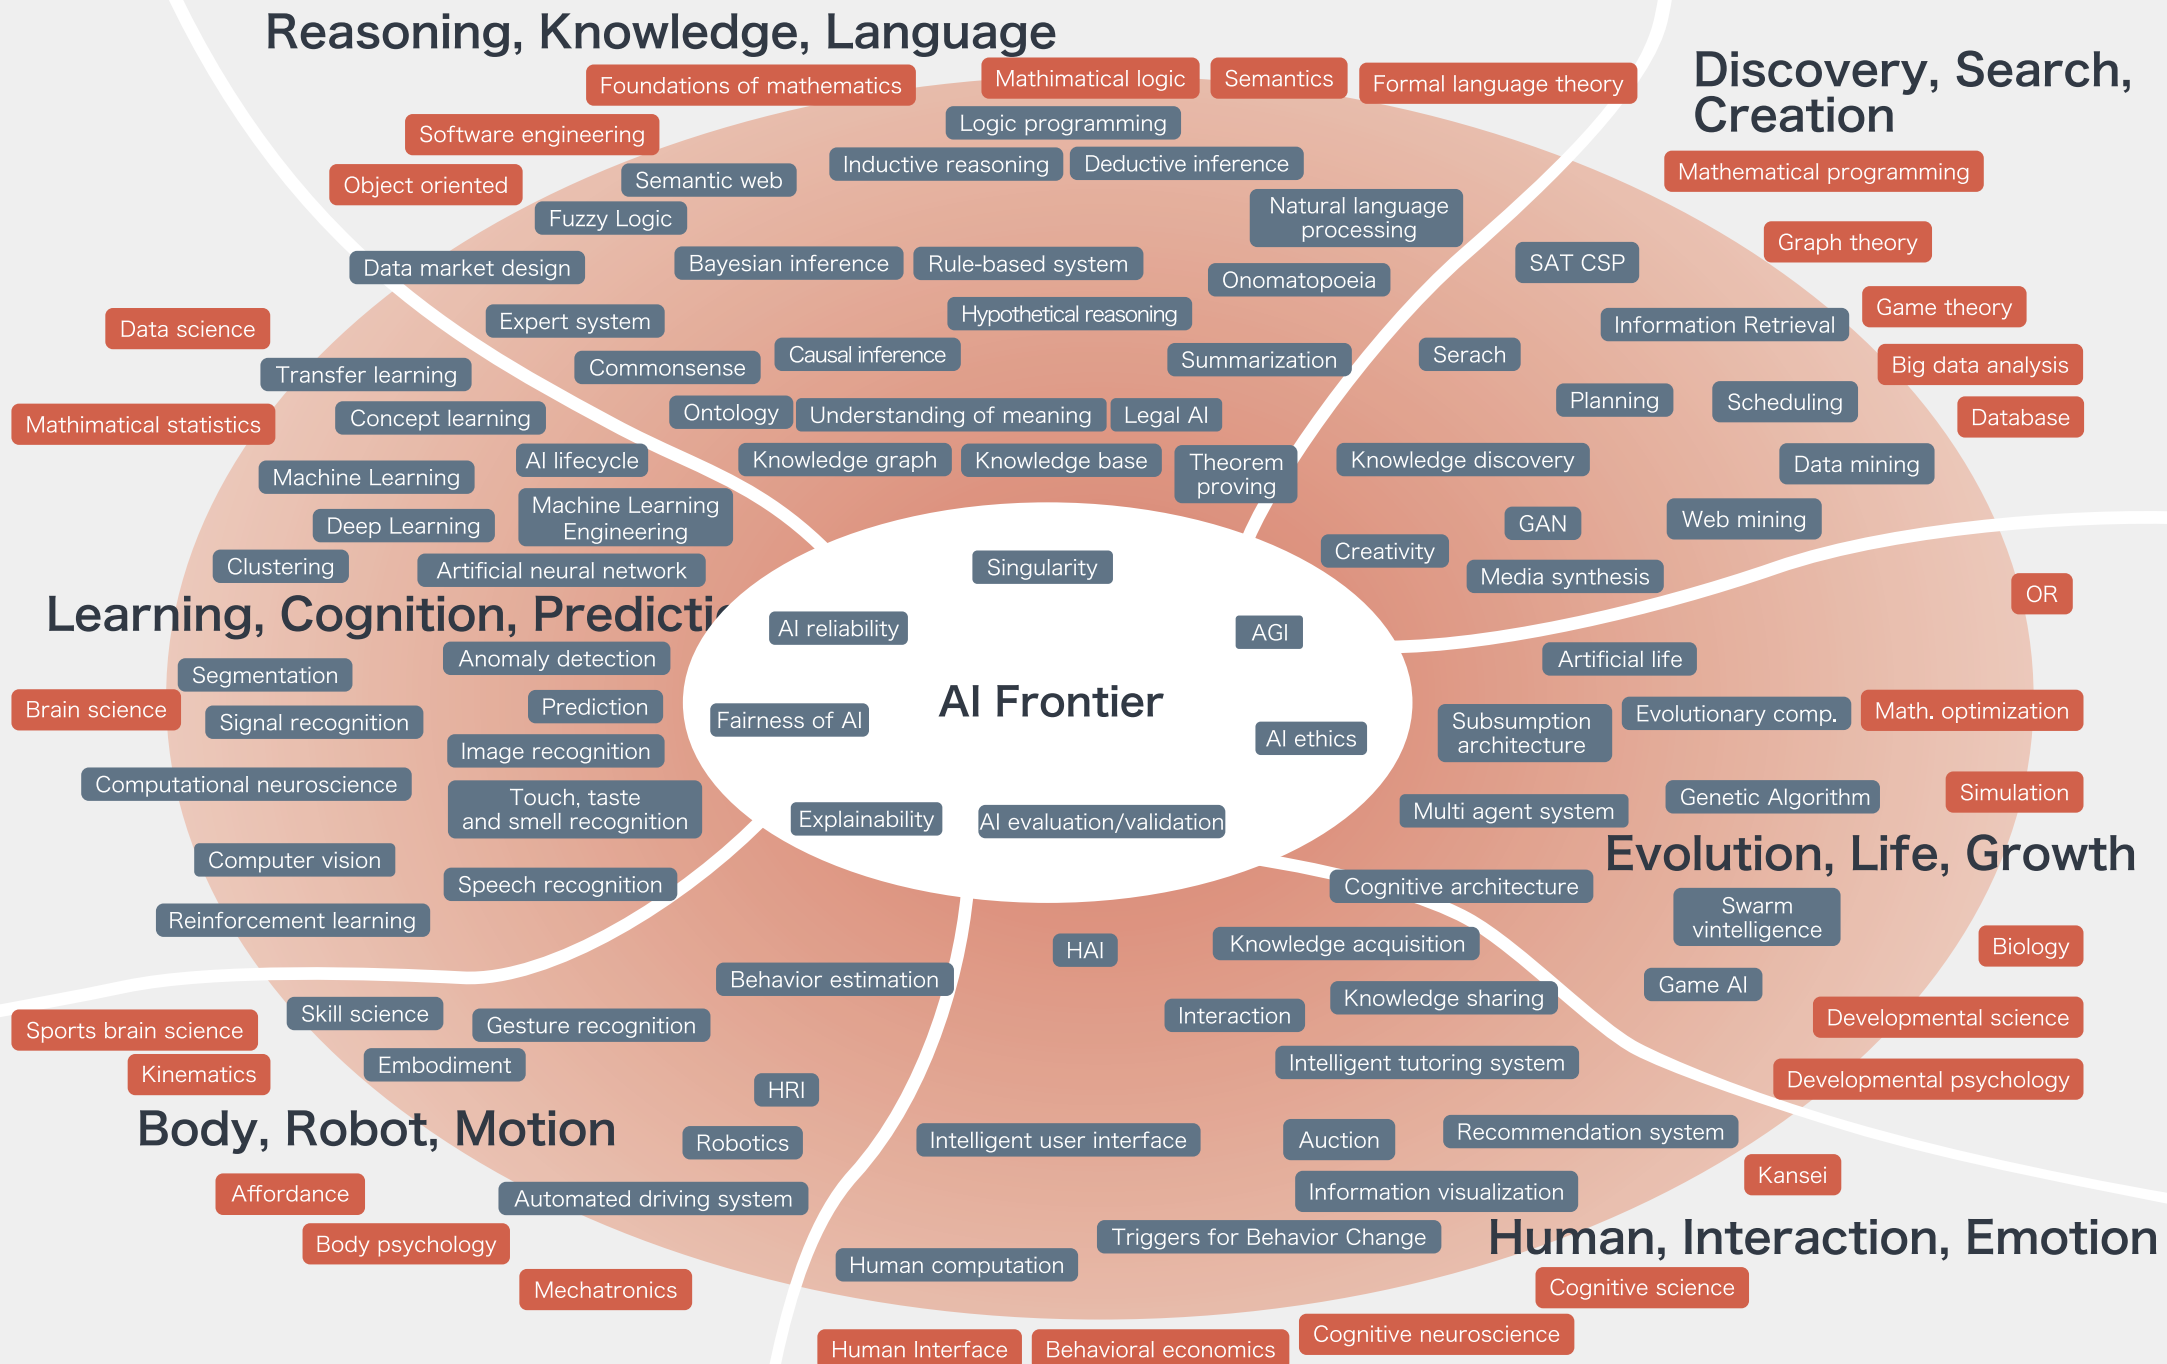 Reasoning, Knowledge, Language
Foundations of mathematics
Mathimatical logic
Semantics
Formal language theory
Software engineering
Logic programming
Object oriented
Semantic web
Inductive reasoning
Deductive inference
Fuzzy Logic
Natural language
processing
Data market design
Bayesian inference
Rule-based system
Onomatopoeia
Expert system
Hypothetical reasoning
Commonsense
Causal inference
Summarization
Ontology
Understanding of meaning
Legal AI
Knowledge graph
Knowledge base
Theorem
proving
Discovery, Search,
Creation
Mathematical programming
Graph theory
SAT CSP
Game theory
Information Retrieval
Serach
Big data analysis
Planning
Scheduling
Database
Knowledge discovery
Data mining
GAN
Web mining
Creativity
Media synthesis
Data science
Transfer learning
Mathimatical statistics
Concept learning
AI lifecycle
Machine Learning
Machine Learning
Engineering
Deep Learning
Clustering
Artificial neural network
Learning, Cognition, Predictic
Segmentation
Anomaly detection
Brain science
Signal recognition
Prediction
Image recognition
Computational neuroscience
Touch, taste
and smell recognition
Computer vision
Speech recognition
Reinforcement learning
Singularity
AI reliability
AGI
AI Frontier
Fairness of AI
AI ethics
Explainability
AI evaluation/validation
OR
Artificial life
Subsumption
architecture
Evolutionary comp.
Math. optimization
Multi agent system
Genetic Algorithm
Simulation
Evolution, Life, Growth
Cognitive architecture
Swarm
vintelligence
Biology
Game AI
Developmental science
Developmental psychology
Behavior estimation
Skill science
Gesture recognition
Sports brain science
Embodiment
Kinematics
HRI
Body, Robot, Motion
Robotics
Affordance
Automated driving system
Body psychology
Mechatronics
HAI
Knowledge acquisition
Interaction
Knowledge sharing
Intelligent tutoring system
Intelligent user interface
Auction
Recommendation system
Kansei
Information visualization
Triggers for Behavior Change
Human, Interaction, Emotion
Human computation
Cognitive science
Human Interface
Behavioral economics
Cognitive neuroscience